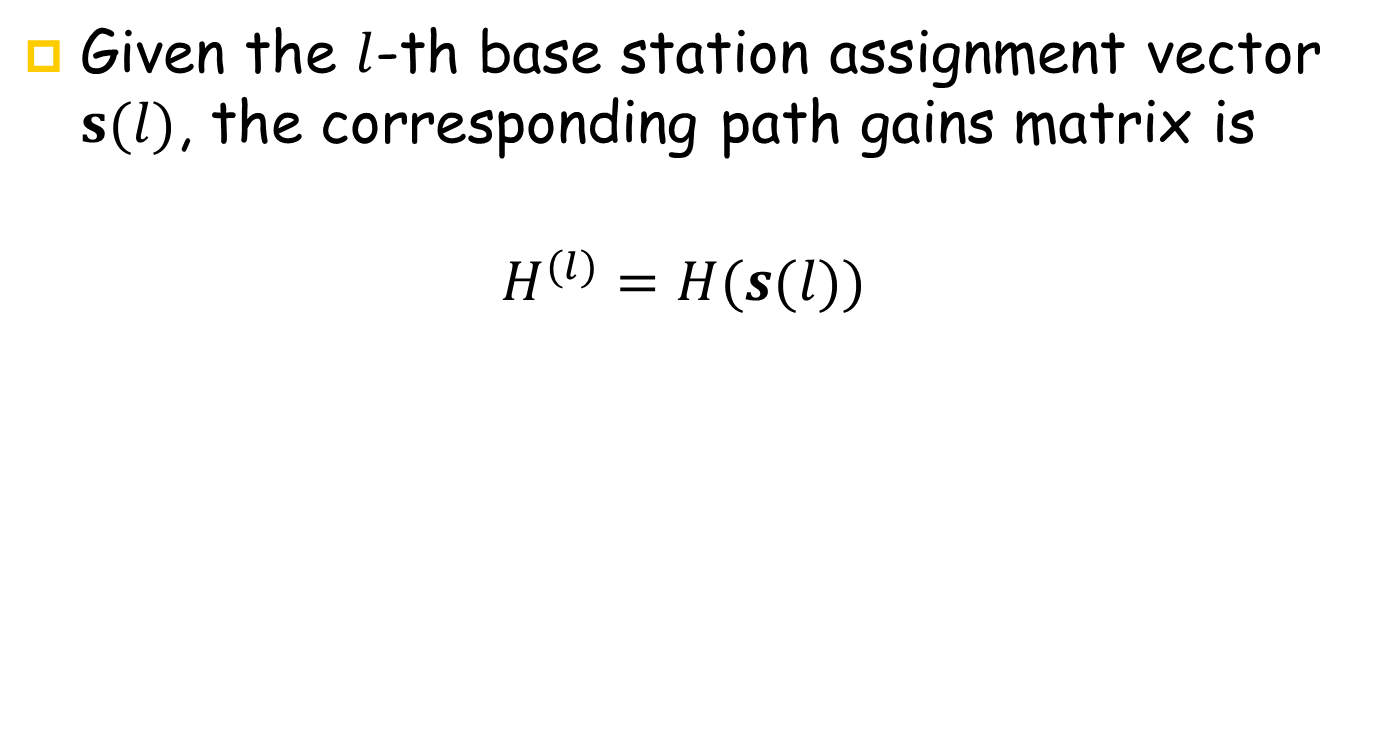 Given the l-th base station assignment vector
s(l), the corresponding path gains matrix is
H^(l) = H(s(l))